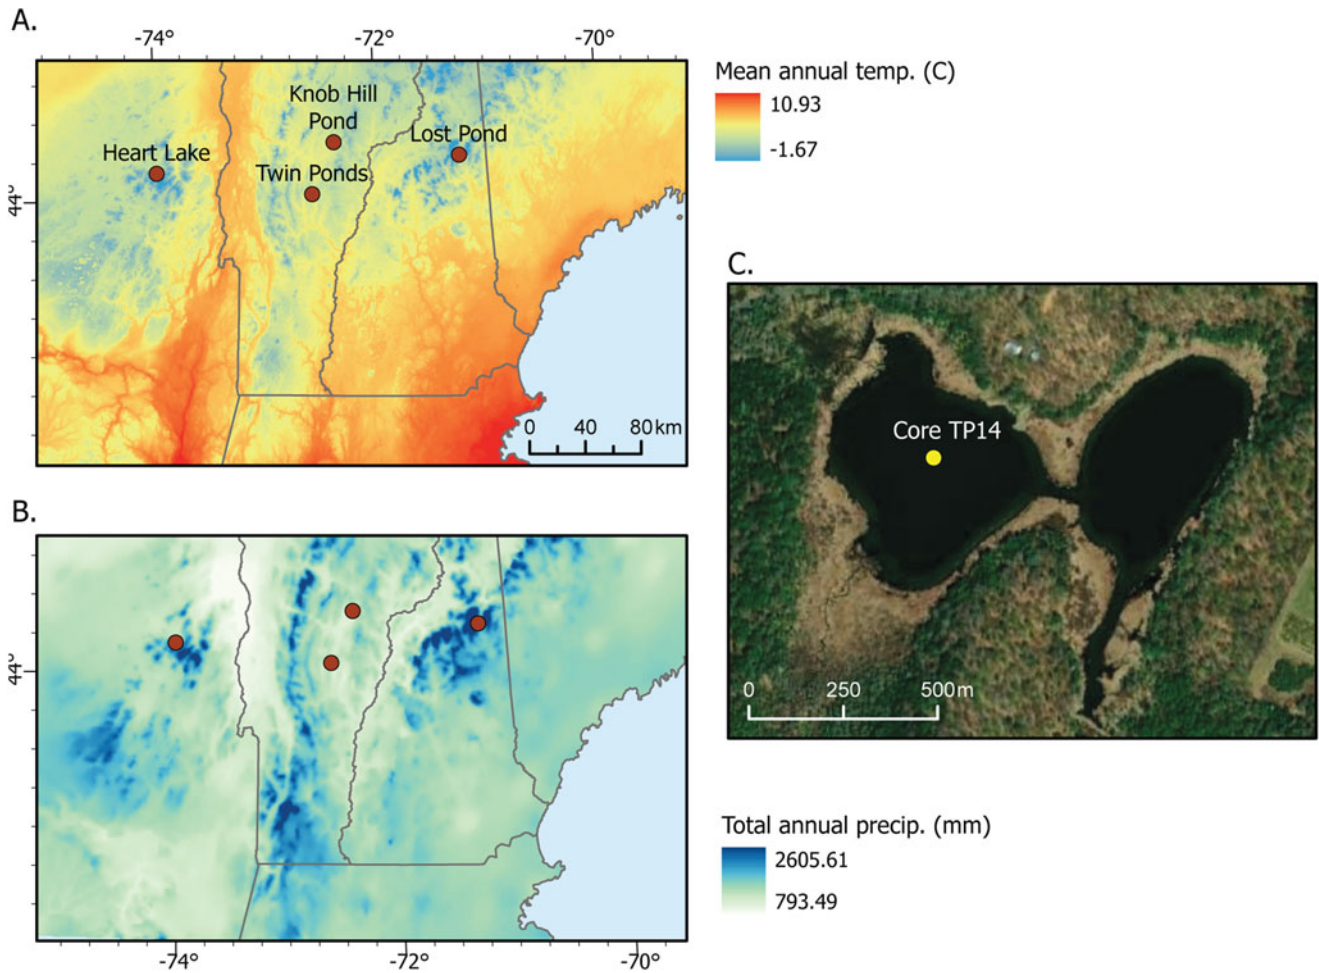 A.
-74°
-72°
-70°
Knob Hill
Pond
Lost Pond
Heart Lake
Twin Ponds
44°
0 40 80 km
Mean annual temp. (C)
10.93
-1.67
B.
44°
-74°
-72°
-70°
C.
Core TP14
0 250 500m
Total annual precip. (mm)
2605.61
793.49